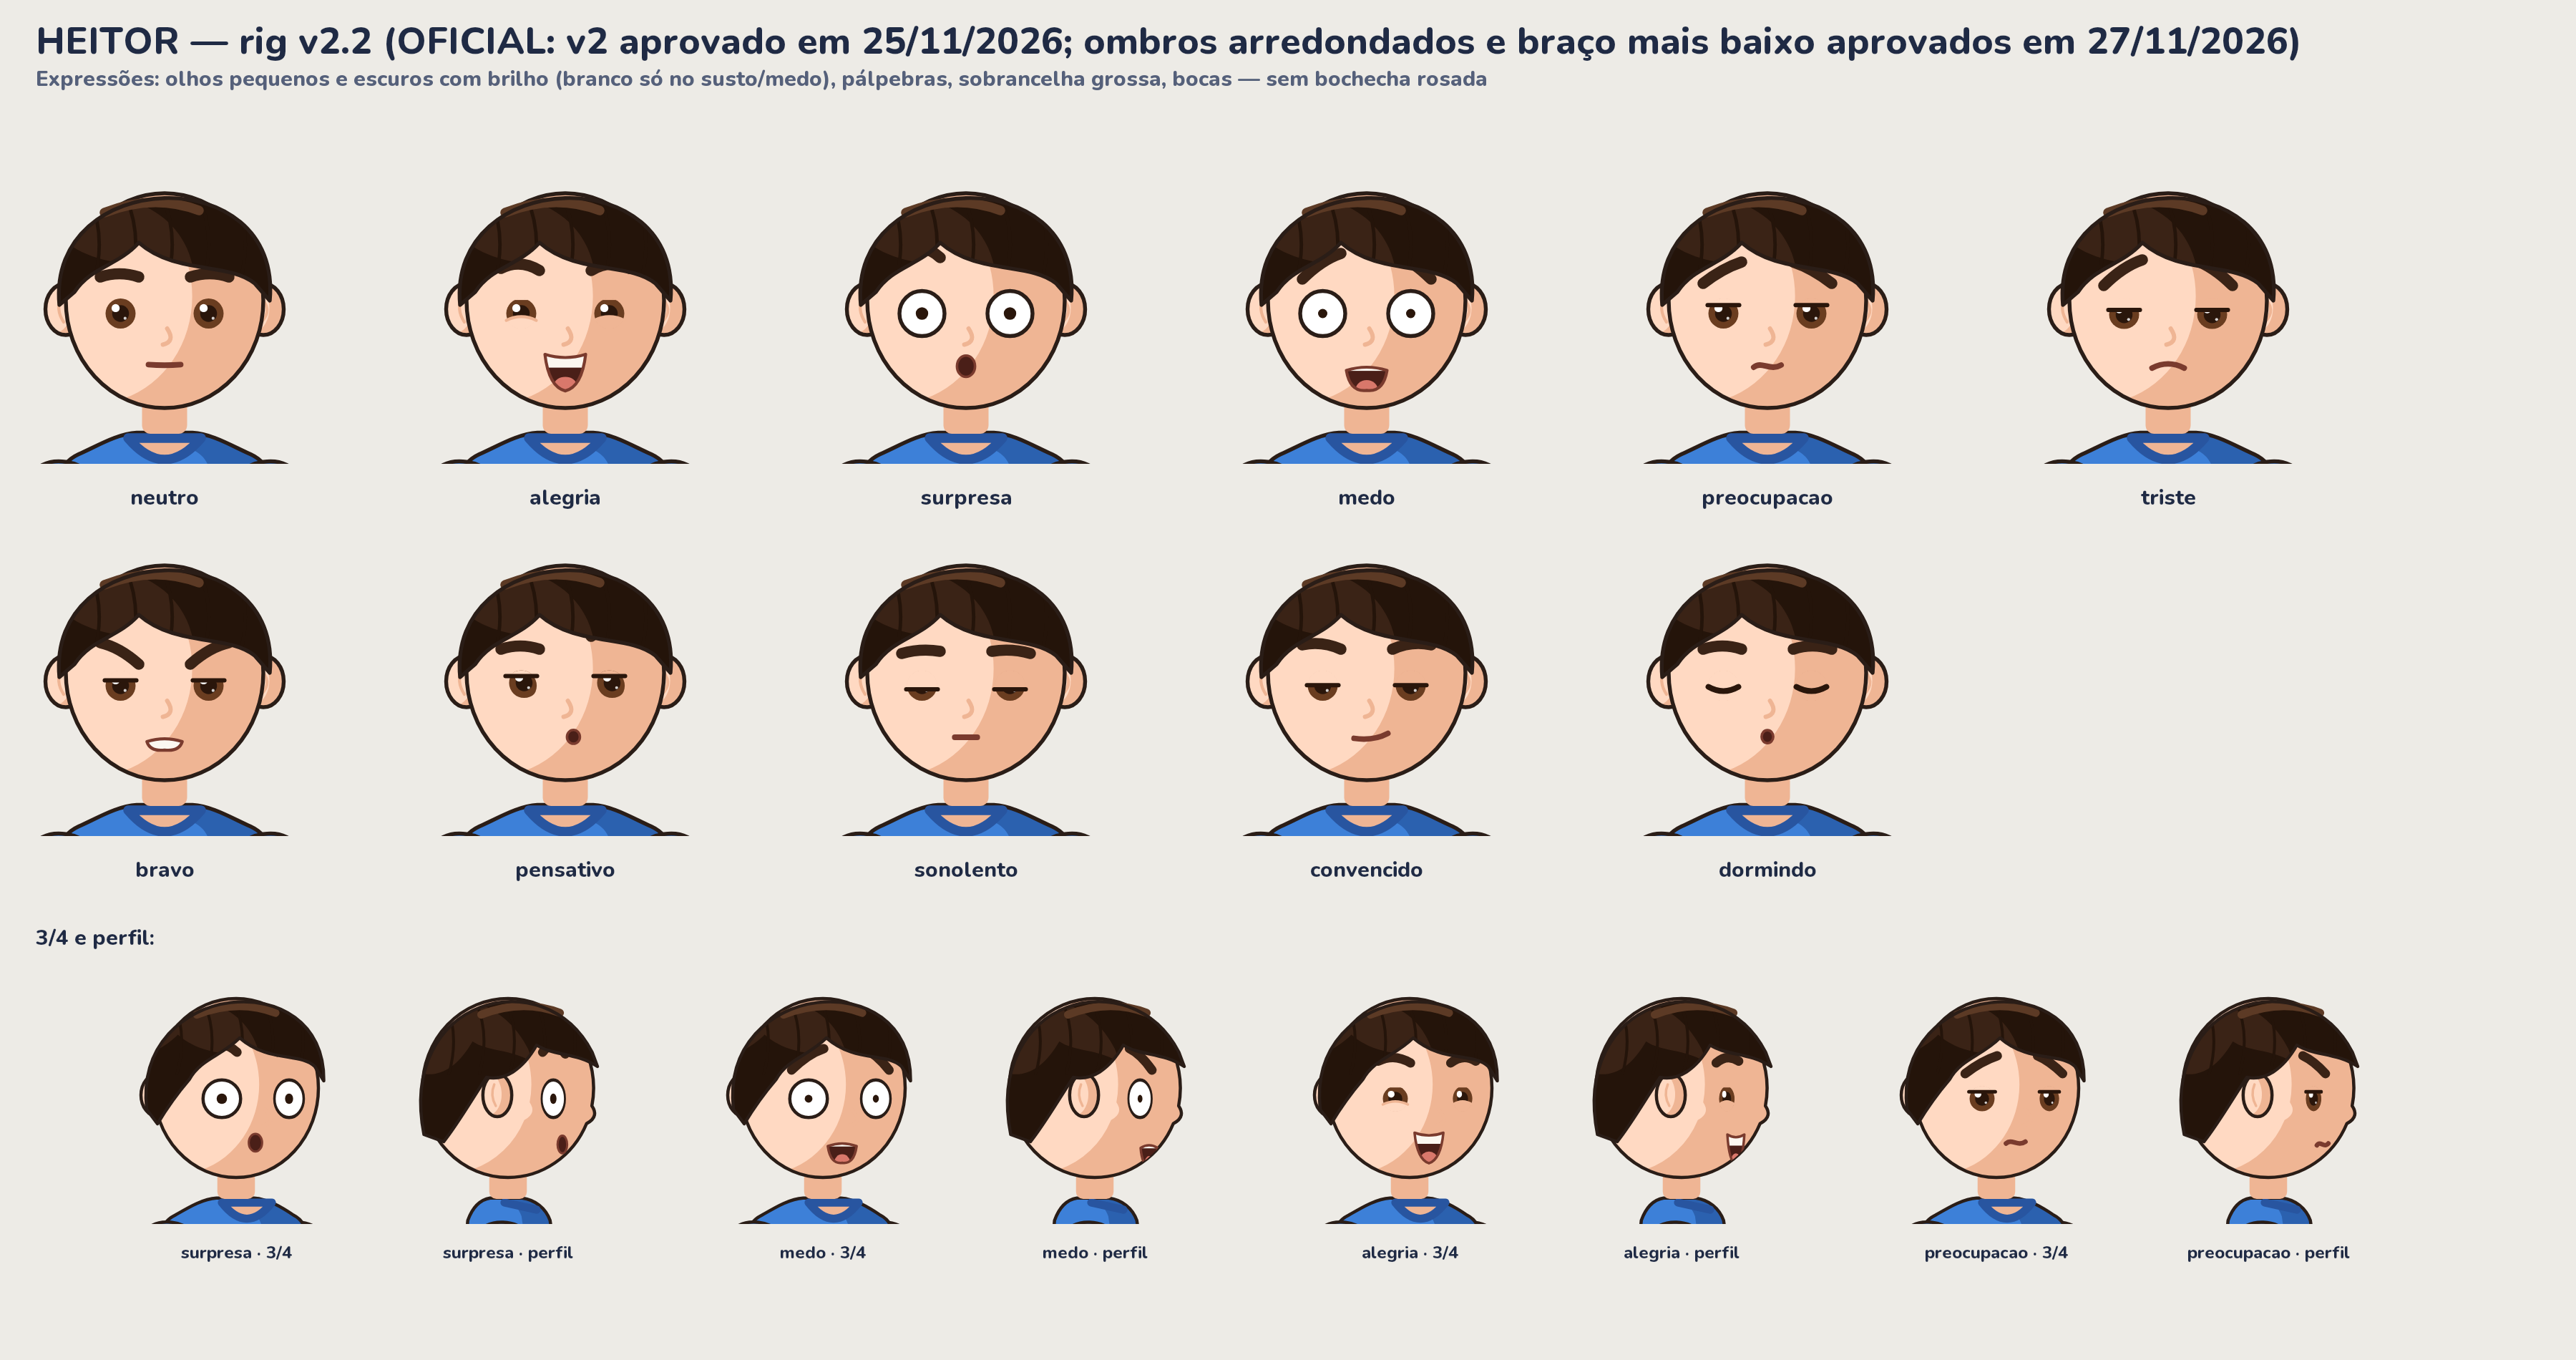 HEITOR — rig v2.2 (OFICIAL: v2 aprovado em 25/11/2026; ombros arredondados e braço mais baixo aprovados em 27/11/2026)
Expressões: olhos pequenos e escuros com brilho (branco só no susto/medo), pálpebras, sobrancelha grossa, bocas — sem bochecha rosada
neutro
alegria
surpresa
medo
preocupacao
triste
bravo
pensativo
sonolento
convencido
dormindo
3/4 e perfil:
surpresa · 3/4
surpresa · perfil
medo · 3/4
medo · perfil
alegria · 3/4
alegria · perfil
preocupacao · 3/4
preocupacao · perfil